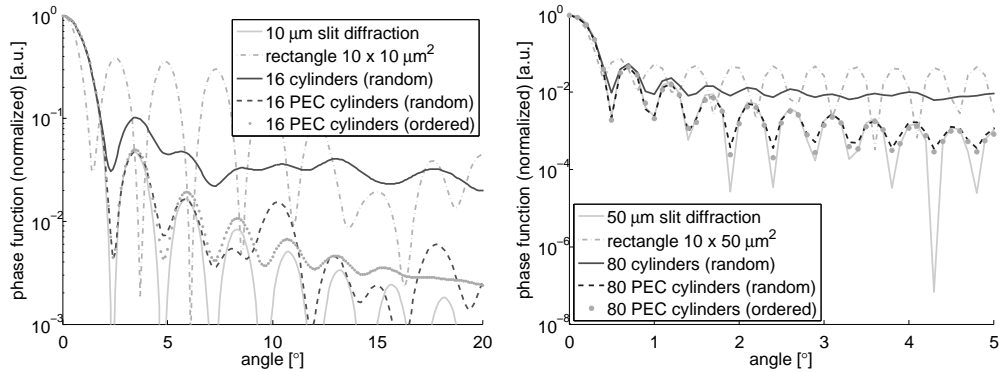 phase function (normalized) [a.u.]
10⁰
10⁻¹
10⁻²
10⁻³
0 5 10 15 20
angle [°]
10 μm slit diffraction
rectangle 10 x 10 μm²
16 cylinders (random)
16 PEC cylinders (random)
16 PEC cylinders (ordered)
phase function (normalized) [a.u.]
10⁰
10⁻²
10⁻⁴
10⁻⁶
10⁻⁸
0 1 2 3 4 5
angle [°]
50 μm slit diffraction
rectangle 10 x 50 μm²
80 cylinders (random)
80 PEC cylinders (random)
80 PEC cylinders (ordered)